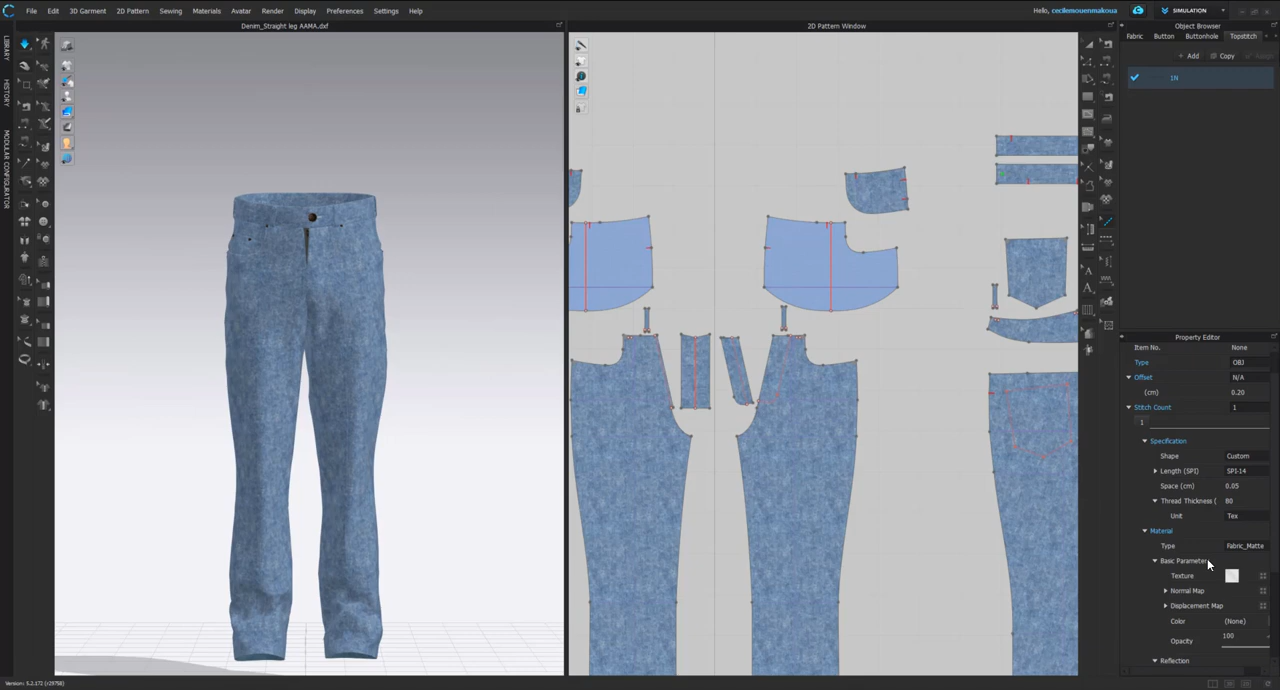 File Edit 3D Garment 2D Pattern Sewing Materials Avatar Render Display Preferences Settings Help
Hello, cecilemouenmakoua
SIMULATION
Denim_Straight leg AAMA.dxf
2D Pattern Window
Object Browser
Fabric Button Buttonhole Topstitch
+ Add Copy
1N
LIBRARY
HISTORY
MODULAR CONFIGURATOR
Property Editor
Item No. None
Type OBJ
Offset N/A
(cm) 0.20
Stitch Count 1
1
Specification
Shape Custom
Length (SPI) SPI-14
Space (cm) 0.05
Thread Thickness ( 80
Unit Tex
Material
Type Fabric_Matte
Basic Parameters
Texture
Normal Map
Displacement Map
Color (None)
Opacity 100
Reflection